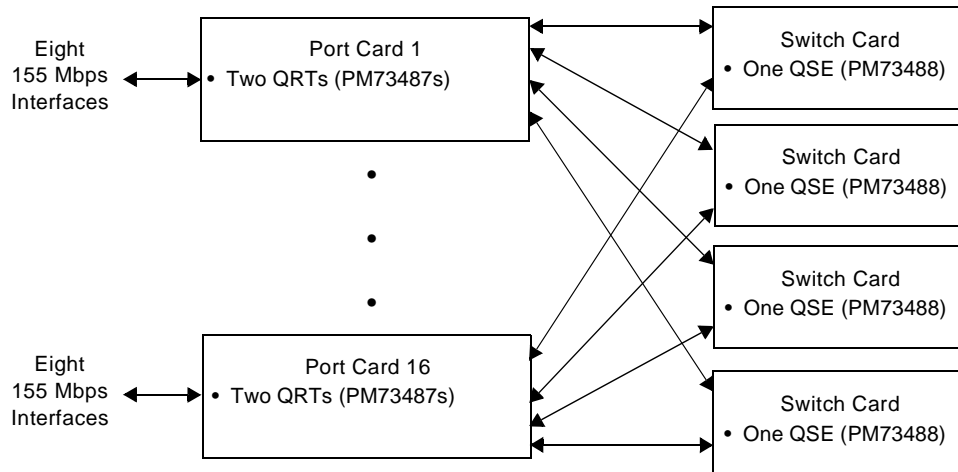 Eight
155 Mbps
Interfaces
Port Card 1
• Two QRTs (PM73487s)
Switch Card
• One QSE (PM73488)
Switch Card
• One QSE (PM73488)
Switch Card
• One QSE (PM73488)
Eight
155 Mbps
Interfaces
Port Card 16
• Two QRTs (PM73487s)
Switch Card
• One QSE (PM73488)